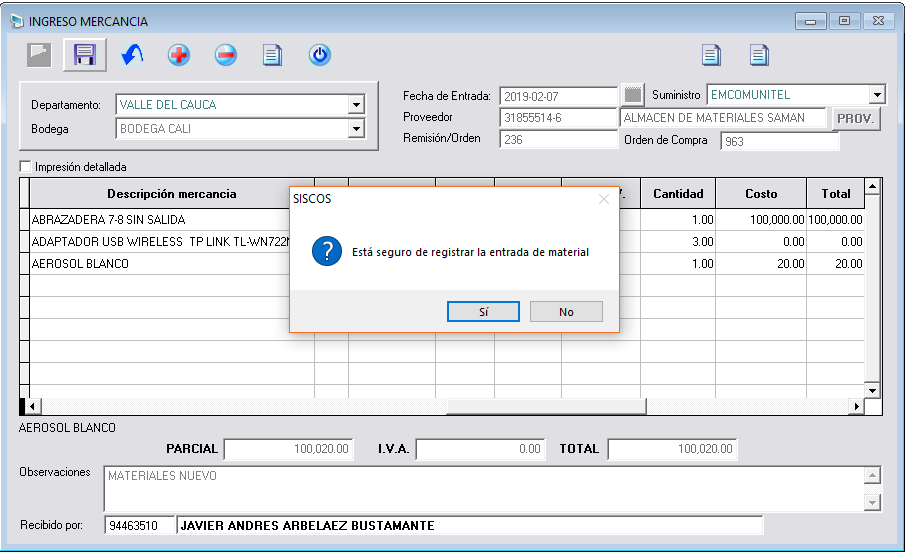 INGRESO MERCANCIA
Departamento: VALLE DEL CAUCA
Bodega BODEGA CALI
Fecha de Entrada: 2019-02-07 Suministro EMCOMUNITEL
Proveedor 31855514-6 ALMACEN DE MATERIALES SAMAN PROV.
Remisión/Orden 236 Orden de Compra 963
Impresión detallada
Descripción mercancia Cantidad Costo Total
ABRAZADERA 7-8 SIN SALIDA 1.00 100,000.00 100,000.00
ADAPTADOR USB WIRELESS TP LINK TL-WN722N 3.00 0.00 0.00
AEROSOL BLANCO 1.00 20.00 20.00
SISCOS
?
Está seguro de registrar la entrada de material
Sí No
AEROSOL BLANCO
PARCIAL 100,020.00 I.V.A. 0.00 TOTAL 100,020.00
Observaciones MATERIALES NUEVO
Recibido por: 94463510 JAVIER ANDRES ARBELAEZ BUSTAMANTE